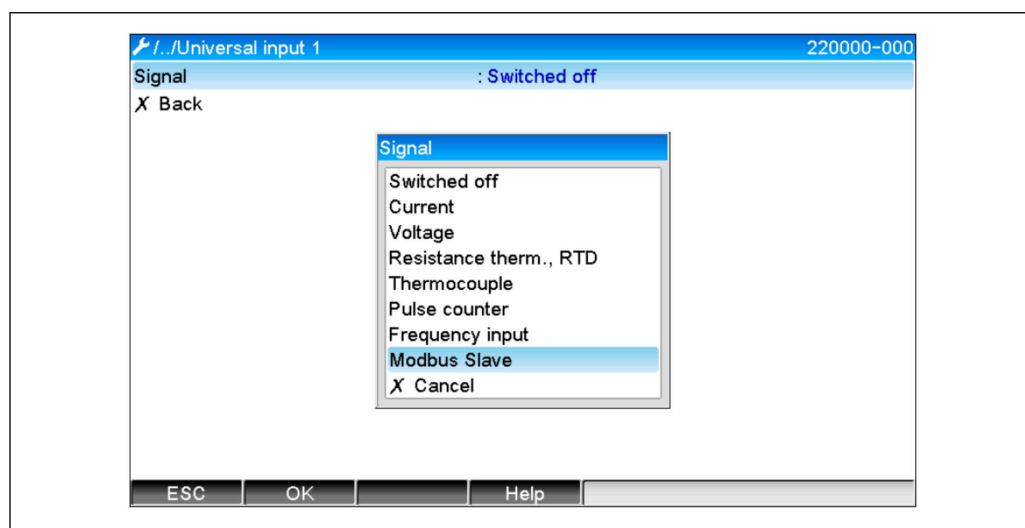 /../Universal input 1 220000-000
Signal : Switched off
X Back
Signal
Switched off
Current
Voltage
Resistance therm., RTD
Thermocouple
Pulse counter
Frequency input
Modbus Slave
X Cancel
ESC OK Help